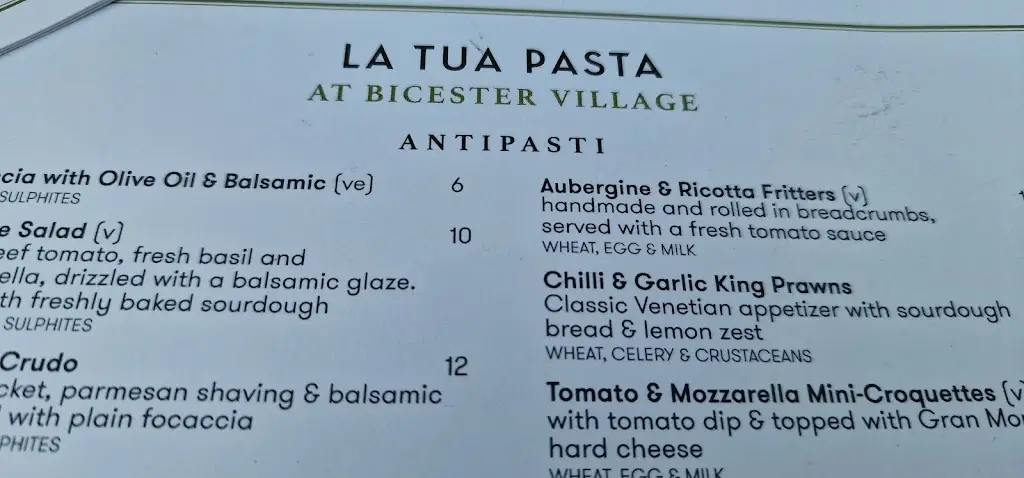 LA TUA PASTA
AT BICESTER VILLAGE
ANTIPASTI
cia with Olive Oil & Balsamic (ve) 6
SULPHITES
e Salad (v) 10
eef tomato, fresh basil and
ella, drizzled with a balsamic glaze.
th freshly baked sourdough
SULPHITES
Crudo 12
cket, parmesan shaving & balsamic
with plain focaccia
PHITES
Aubergine & Ricotta Fritters (v)
handmade and rolled in breadcrumbs,
served with a fresh tomato sauce
WHEAT, EGG & MILK
Chilli & Garlic King Prawns
Classic Venetian appetizer with sourdough
bread & lemon zest
WHEAT, CELERY & CRUSTACEANS
Tomato & Mozzarella Mini-Croquettes (v
with tomato dip & topped with Gran Mo
hard cheese
WHEAT, EGG & MILK